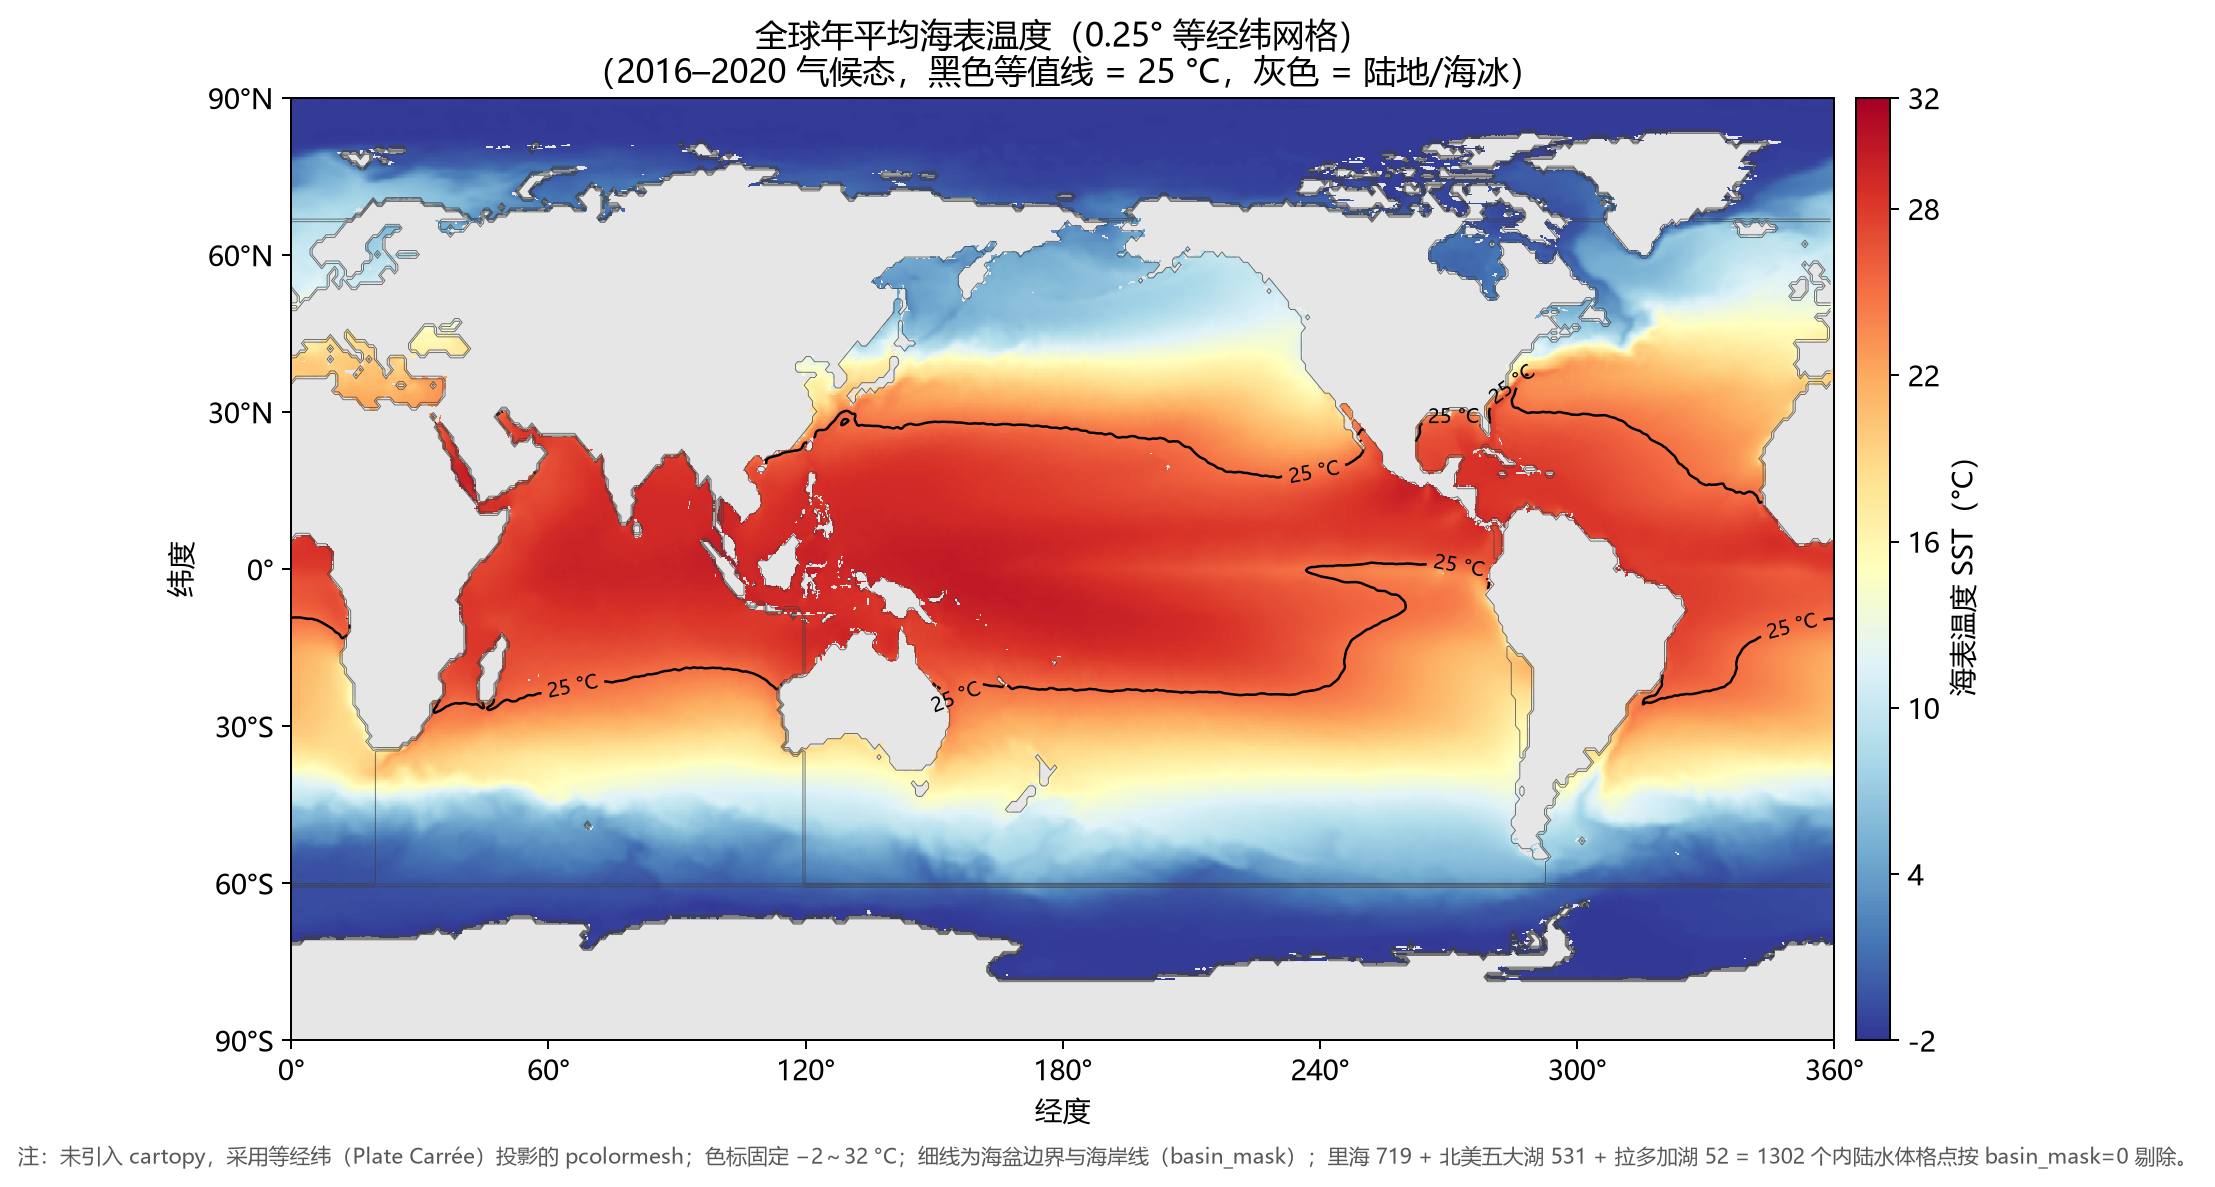 全球年平均海表温度（0.25° 等经纬网格）
（2016–2020 气候态，黑色等值线 = 25 °C，灰色 = 陆地/海冰）
90°N
60°N
30°N
0°
30°S
60°S
90°S
纬度
25 °C
25 °C
25 °C
25 °C
25 °C
25 °C
25 °C
25 °C
0°
60°
120°
180°
240°
300°
360°
经度
32
28
22
16
10
4
-2
海表温度 SST（°C）
注：未引入 cartopy，采用等经纬（Plate Carrée）投影的 pcolormesh；色标固定 −2～32 °C；细线为海盆边界与海岸线（basin_mask）；里海 719 + 北美五大湖 531 + 拉多加湖 52 = 1302 个内陆水体格点按 basin_mask=0 剔除。